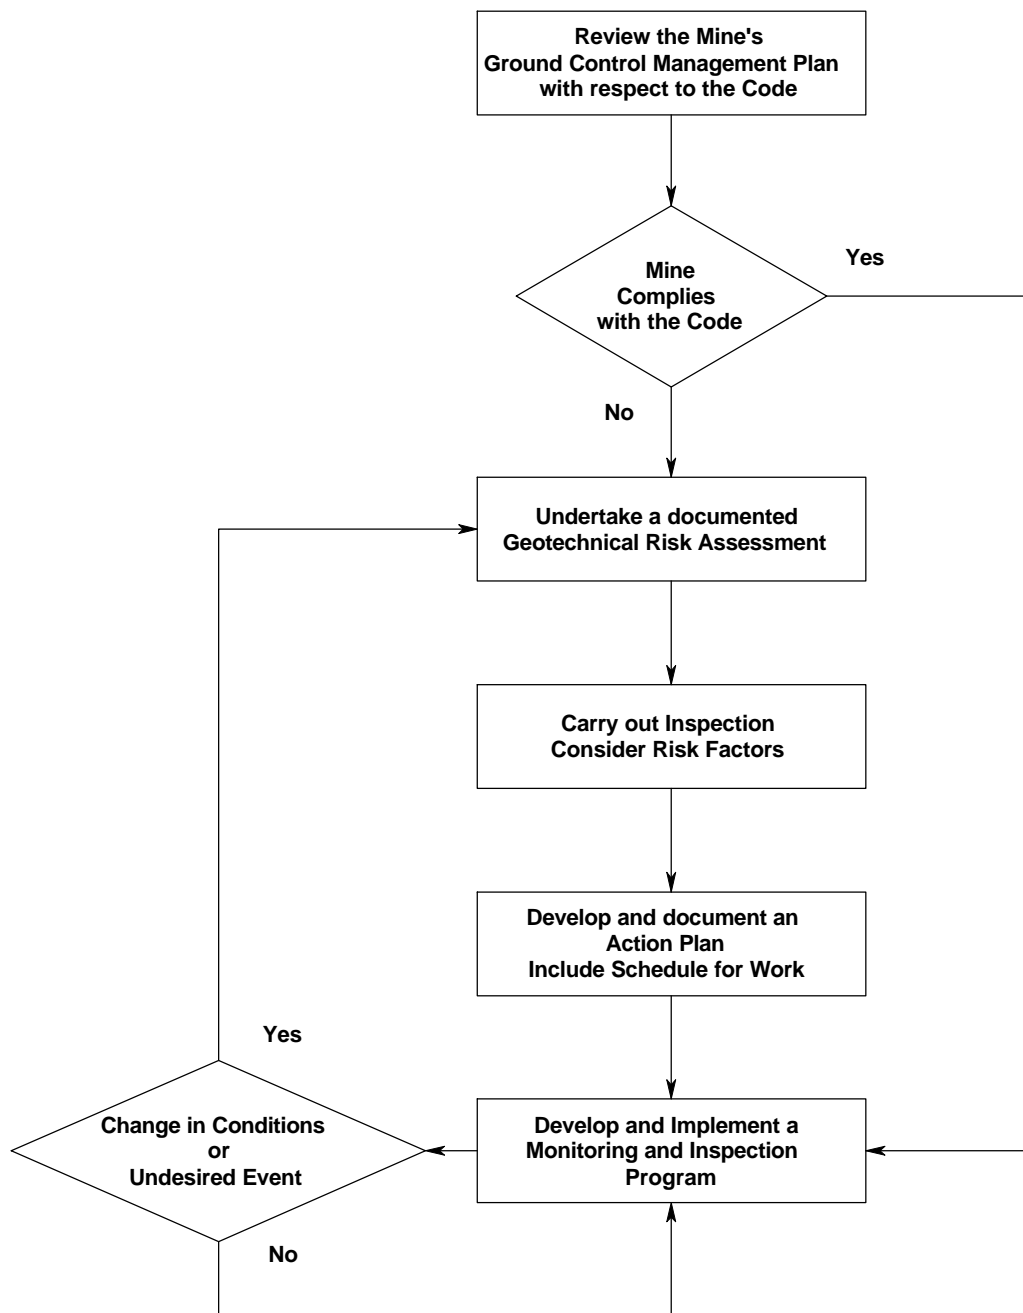 Review the Mine's
Ground Control Management Plan
with respect to the Code
Yes
Mine
Complies
with the Code
No
Undertake a documented
Geotechnical Risk Assessment
Carry out Inspection
Consider Risk Factors
Develop and document an
Action Plan
Include Schedule for Work
Yes
Change in Conditions
or
Undesired Event
Develop and Implement a
Monitoring and Inspection
Program
No